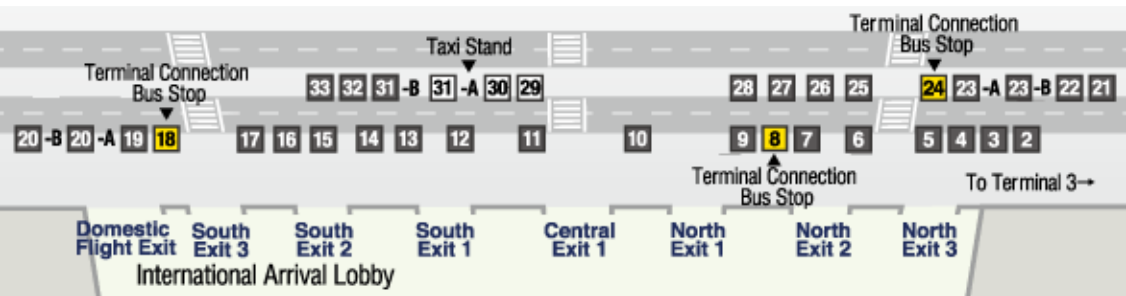 Terminal Connection
Bus Stop
Taxi Stand
Terminal Connection
Bus Stop
33 32 31 -B 31 -A 30 29 28 27 26 25 24 23 -A 23 -B 22 21
20 -B 20 -A 19 18 17 16 15 14 13 12 11 10 9 8 7 6 5 4 3 2
Terminal Connection
Bus Stop
To Terminal 3→
Domestic
Flight Exit
South
Exit 3
South
Exit 2
South
Exit 1
Central
Exit 1
North
Exit 1
North
Exit 2
North
Exit 3
International Arrival Lobby